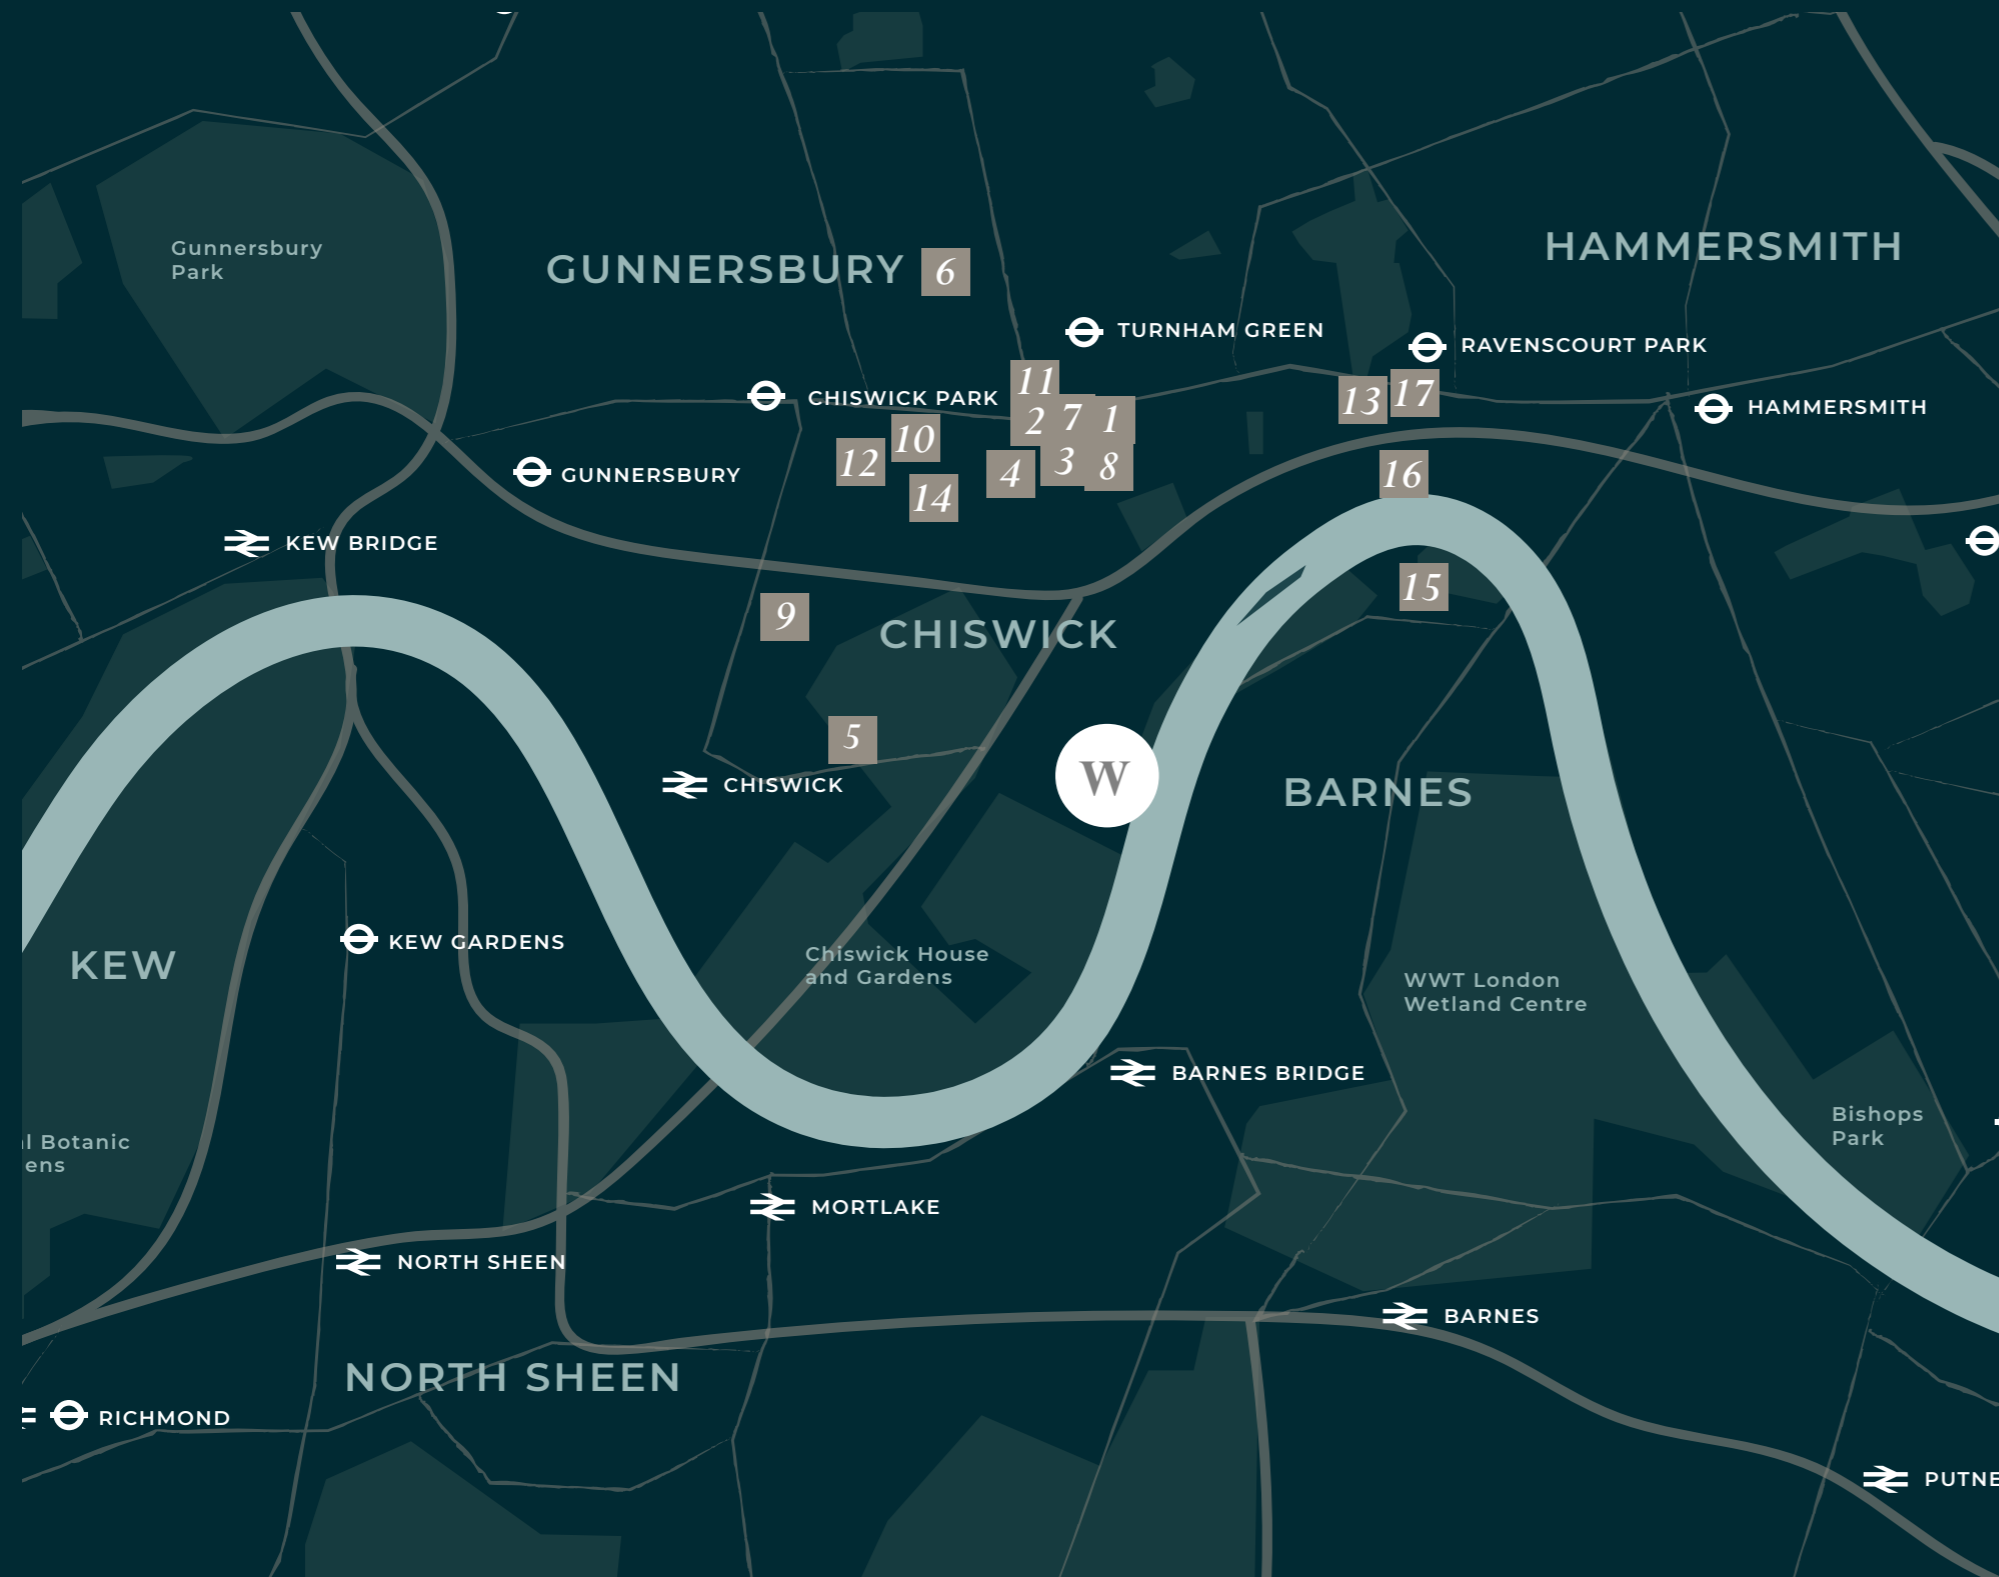 Gunnersbury
Park
GUNNERSBURY
6
HAMMERSMITH
TURNHAM GREEN
RAVENSCOURT PARK
CHISWICK PARK
11
13
17
HAMMERSMITH
2
7
1
10
12
GUNNERSBURY
14
4
3
8
16
KEW BRIDGE
15
9
CHISWICK
5
CHISWICK
W
BARNES
KEW
KEW GARDENS
Chiswick House
and Gardens
WWT London
Wetland Centre
BARNES BRIDGE
l Botanic
ens
Bishops
Park
MORTLAKE
NORTH SHEEN
BARNES
NORTH SHEEN
RICHMOND
PUTNE